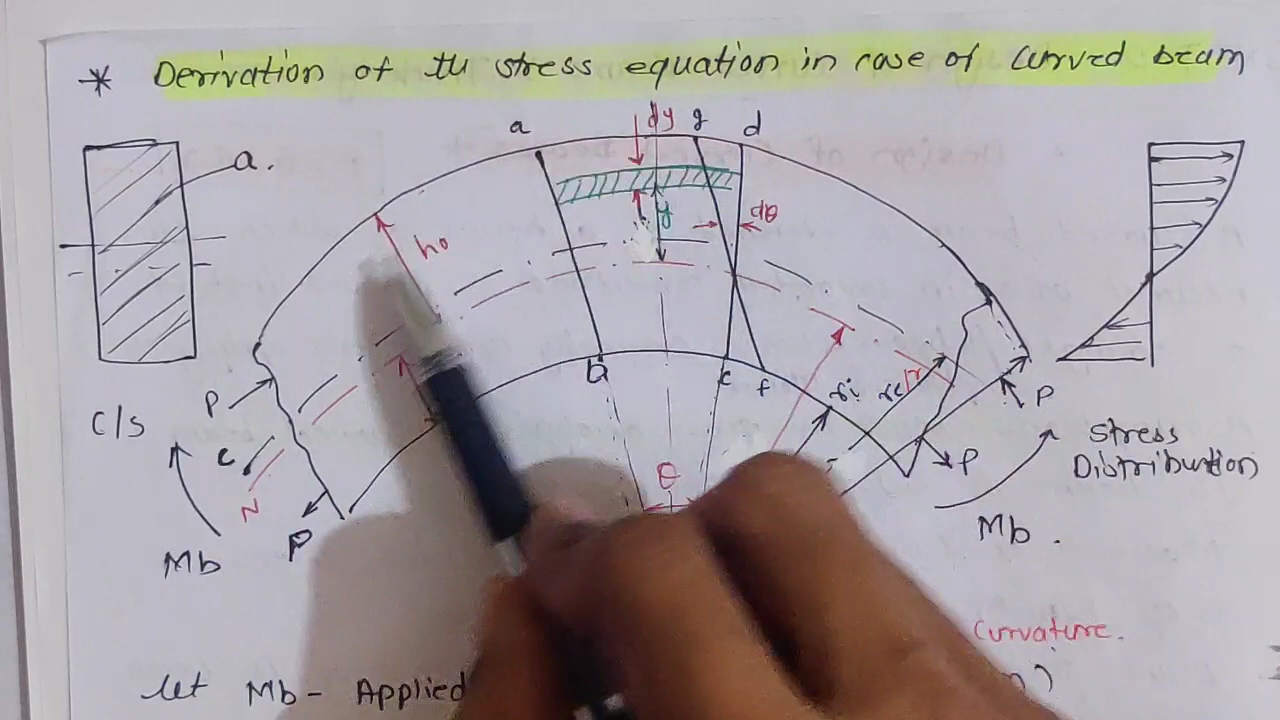 * Derivation of the stress equation in case of curved beam
a dy g d
a.
y dθ
ho
b c f ri rc r
P P
C/S
e
N
P θ P
Stress
Distribution
Mb Mb.
Curvature.
let Mb - Applied